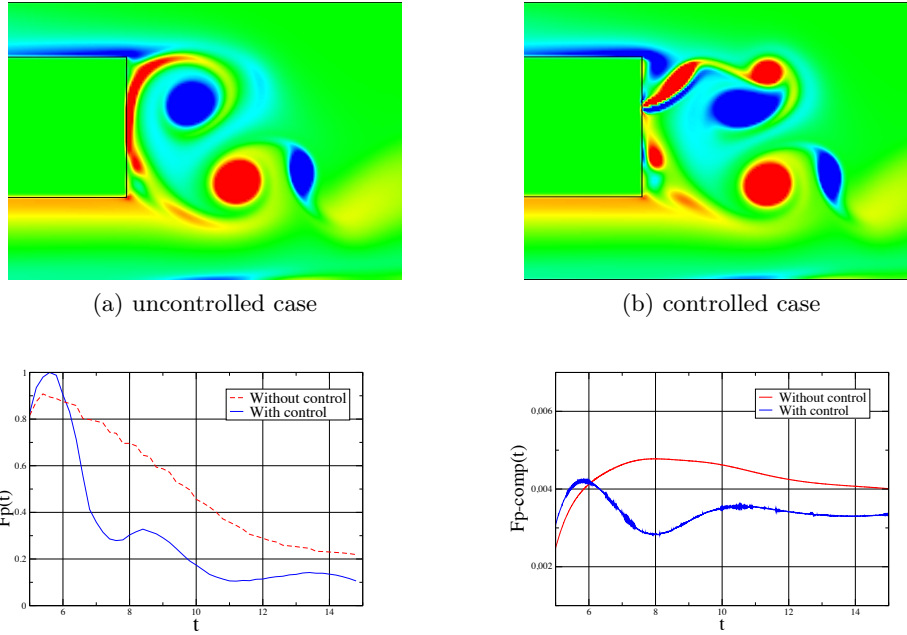 (a) uncontrolled case
(b) controlled case
1
0.8
0.6
0.4
0.2
0
Fp(t)
6
8
10
12
14
t
Without control
With control
0.006
0.004
0.002
Fp-comp(t)
6
8
10
12
14
t
Without control
With control